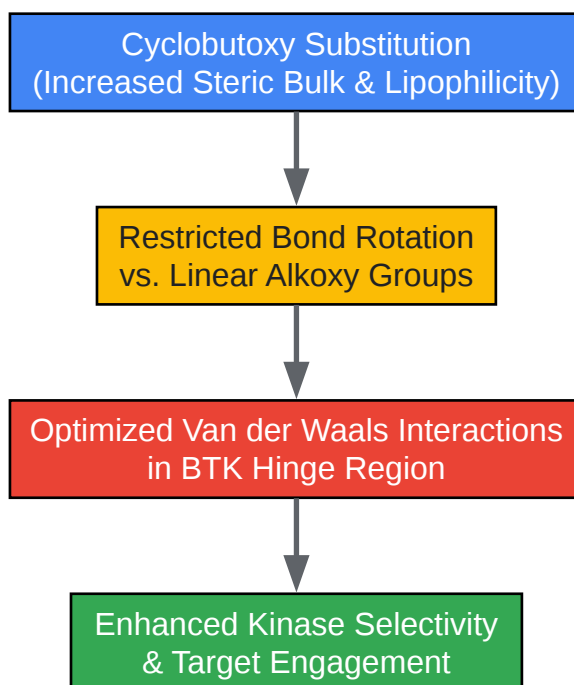 Cyclobutoxy Substitution
(Increased Steric Bulk & Lipophilicity)
Restricted Bond Rotation
vs. Linear Alkoxy Groups
Optimized Van der Waals Interactions
in BTK Hinge Region
Enhanced Kinase Selectivity
& Target Engagement